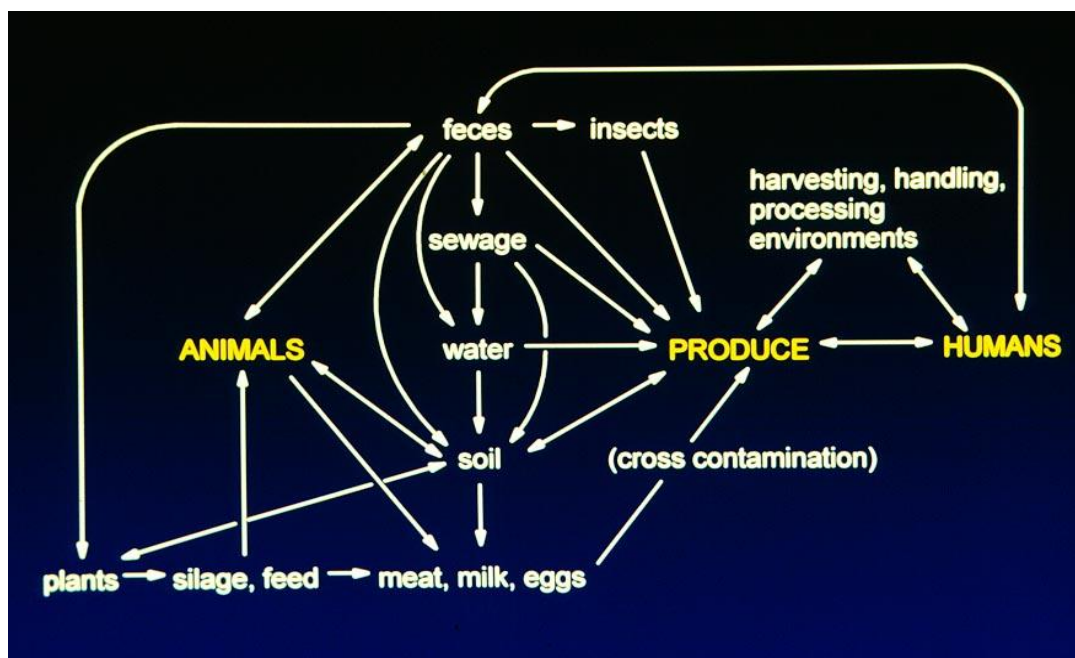 feces
insects
harvesting, handling,
processing
environments
sewage
ANIMALS
water
PRODUCE
HUMANS
soil
(cross contamination)
plants
silage, feed
meat, milk, eggs